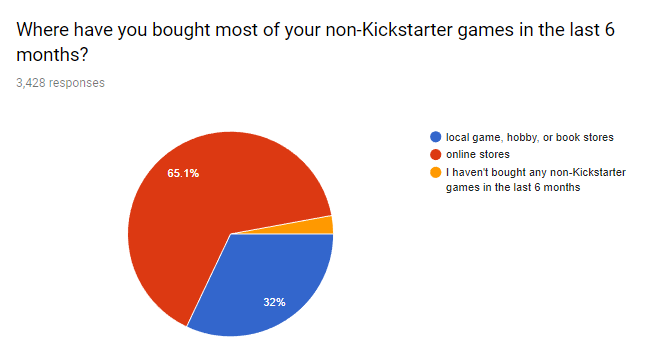 Where have you bought most of your non-Kickstarter games in the last 6
months?
3,428 responses
local game, hobby, or book stores
online stores
I haven't bought any non-Kickstarter
games in the last 6 months
65.1%
32%